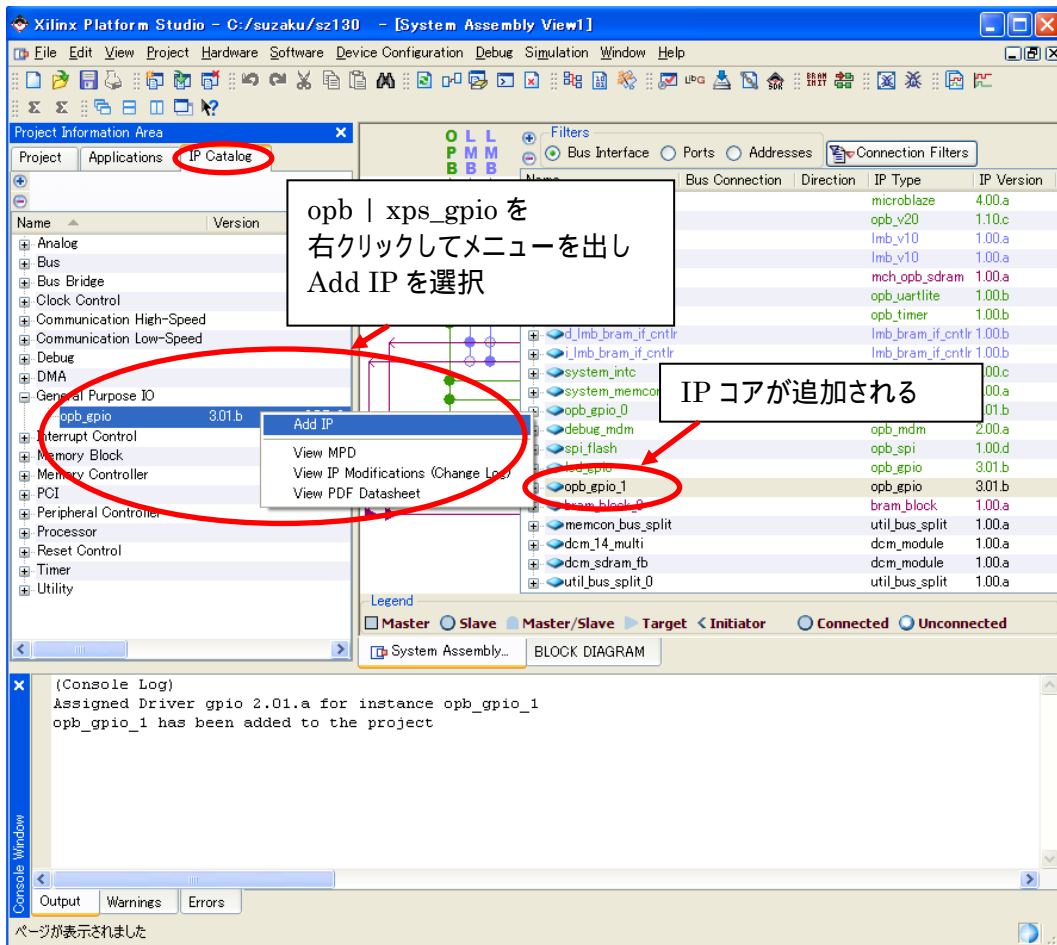 Xilinx Platform Studio - C:/suzaku/sz130 - [System Assembly View1]
File Edit View Project Hardware Software Device Configuration Debug Simulation Window Help
Project Information Area
Project Applications IP Catalog
Name Version
Analog
Bus
Bus Bridge
Clock Control
Communication High-Speed
Communication Low-Speed
Debug
DMA
General Purpose IO
opb_gpio 3.01.b
Interrupt Control
Memory Block
Memory Controller
PCI
Peripheral Controller
Processor
Reset Control
Timer
Utility
Add IP
View MPD
View IP Modifications (Change Log)
View PDF Datasheet
opb | xps_gpio を
右クリックしてメニューを出し
Add IP を選択
O L L
P M M
B B B
Filters
Bus Interface Ports Addresses Connection Filters
Name Bus Connection Direction IP Type IP Version
microblaze 4.00.a
opb_v20 1.10.c
lmb_v10 1.00.a
lmb_v10 1.00.a
mch_opb_sdram 1.00.a
opb_uartlite 1.00.b
opb_timer 1.00.b
d_lmb_bram_if_cntlr lmb_bram_if_cntlr 1.00.b
i_lmb_bram_if_cntlr lmb_bram_if_cntlr 1.00.b
system_intc .00.c
system_memcon .00.a
opb_gpio_0 .01.b
debug_mdm opb_mdm 2.00.a
spi_flash opb_spi 1.00.d
led_gpio opb_gpio 3.01.b
opb_gpio_1 opb_gpio 3.01.b
bram_block_0 bram_block 1.00.a
memcon_bus_split util_bus_split 1.00.a
dcm_14_multi dcm_module 1.00.a
dcm_sdram_fb dcm_module 1.00.a
util_bus_split_0 util_bus_split 1.00.a
IP コアが追加される
Legend
Master Slave Master/Slave Target Initiator Connected Unconnected
System Assembly... BLOCK DIAGRAM
(Console Log)
Assigned Driver gpio 2.01.a for instance opb_gpio_1
opb_gpio_1 has been added to the project
Console Window
Output Warnings Errors
ページが表示されました